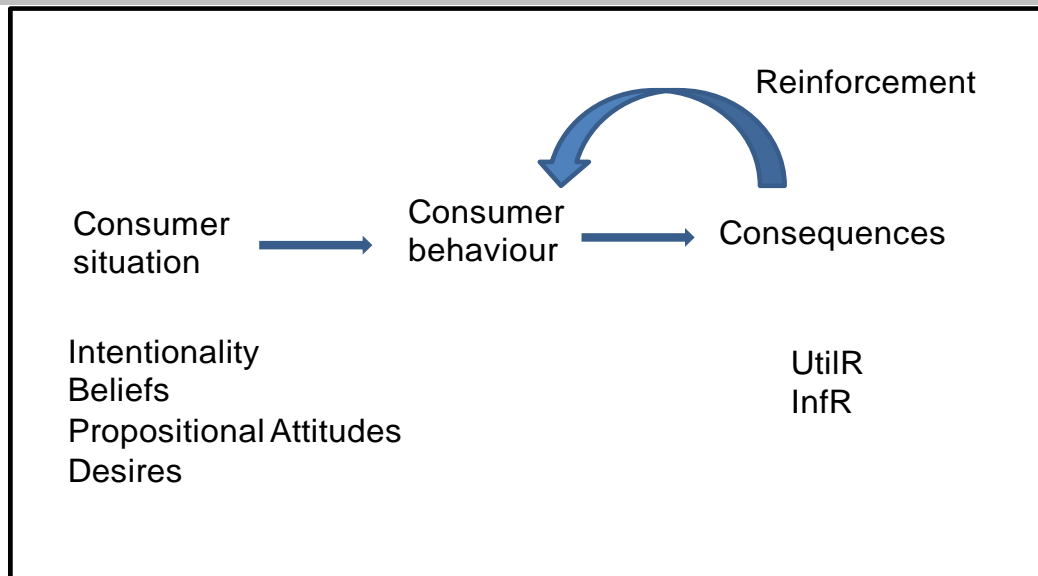 Reinforcement
Consumer
situation
Consumer
behaviour
Consequences
Intentionality
Beliefs
Propositional Attitudes
Desires
UtilR
InfR